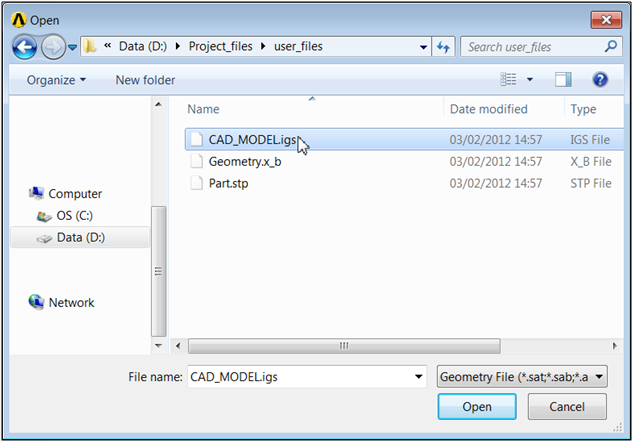 Open
« Data (D:) ▸ Project_files ▸ user_files
Search user_files
Organize
New folder
Name Date modified Type
CAD_MODEL.igs 03/02/2012 14:57 IGS File
Geometry.x_b 03/02/2012 14:57 X_B File
Part.stp 03/02/2012 14:57 STP File
Computer
OS (C:)
Data (D:)
Network
File name: CAD_MODEL.igs
Geometry File (*.sat;*.sab;*.a
Open Cancel